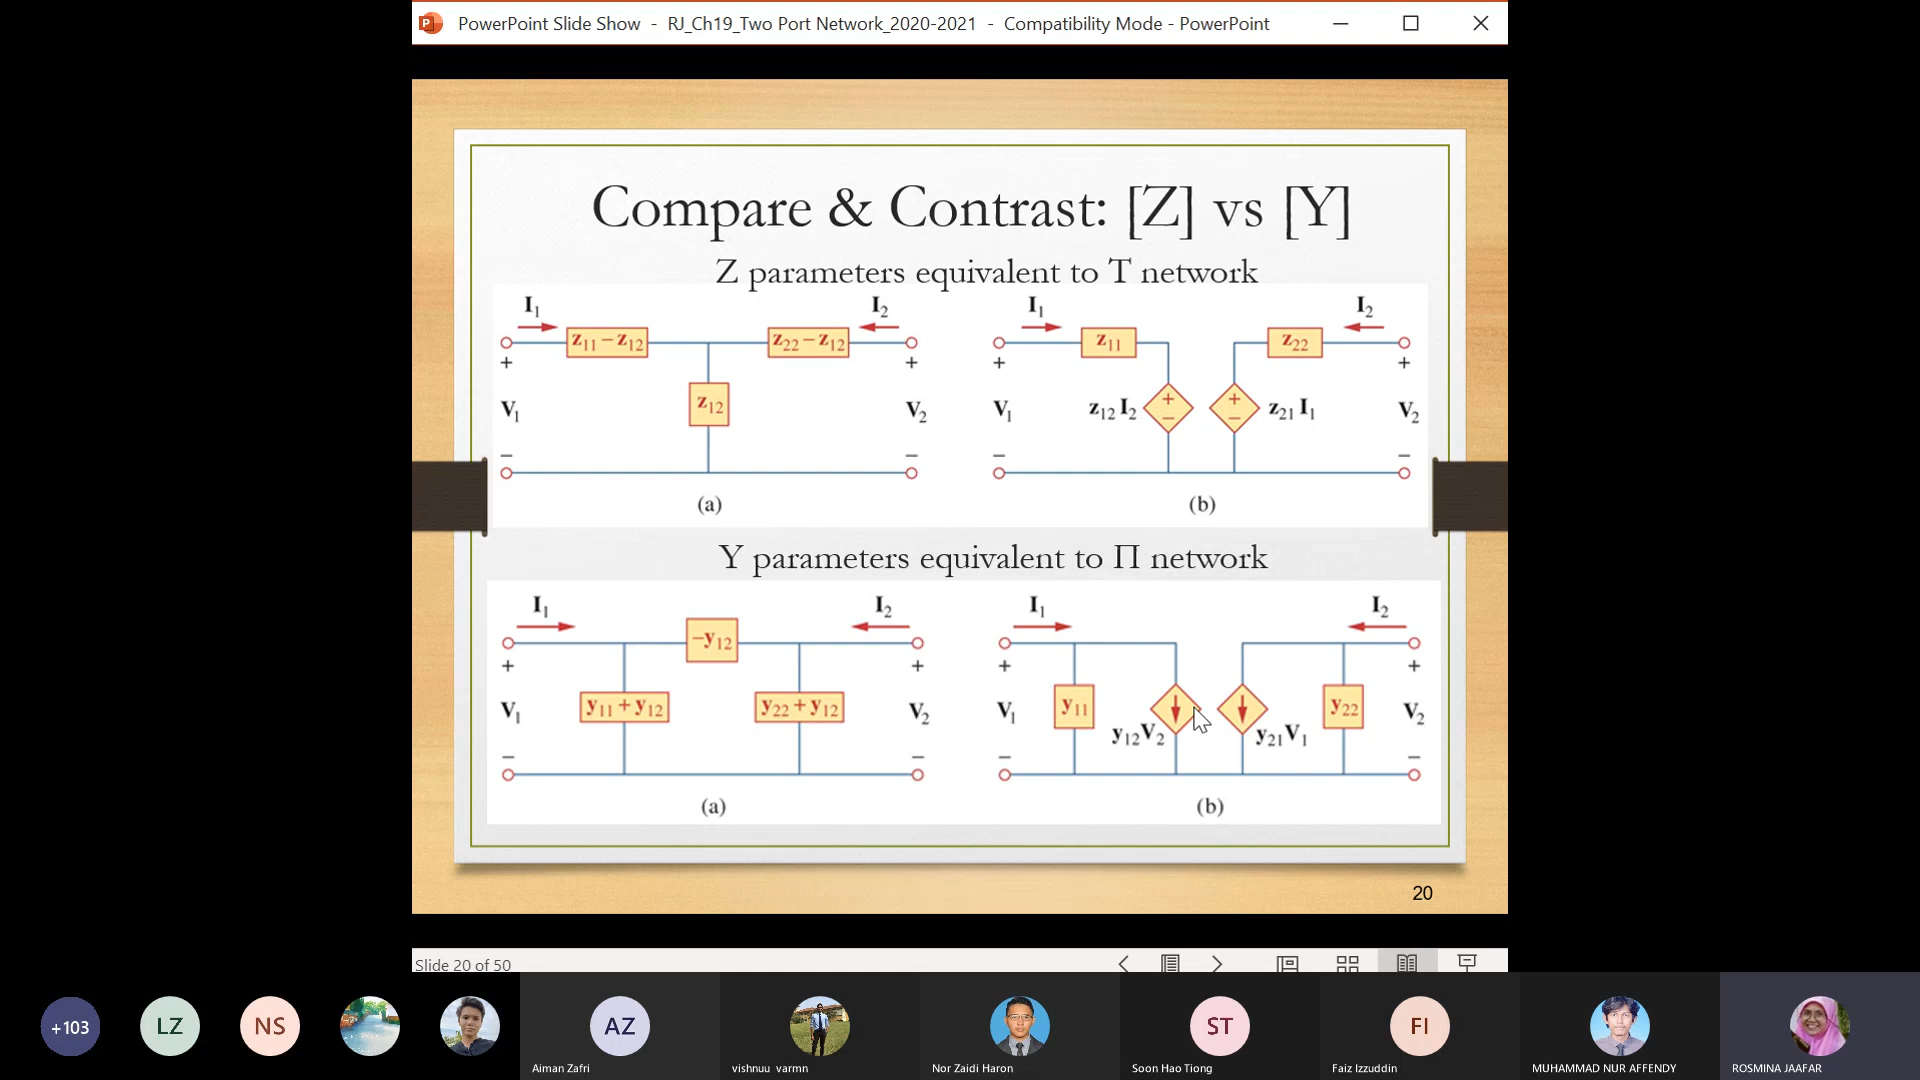 PowerPoint Slide Show - RJ_Ch19_Two Port Network_2020-2021 - Compatibility Mode - PowerPoint
Compare & Contrast: [Z] vs [Y]
Z parameters equivalent to T network
I1 I2 I1 I2
z11 − z12 z22 − z12 z11 z22
+ + + +
V1 z12 V2 V1 z12 I2 + − + − z21 I1 V2
− − − −
(a) (b)
Y parameters equivalent to Π network
I1 I2 I1 I2
−y12
+ + + +
V1 y11 + y12 y22 + y12 V2 V1 y11 y12V2 y21V1 y22 V2
− − − −
(a) (b)
20
Slide 20 of 50
+103 LZ NS AZ ST FI
Aiman Zafri vishnuu varmn Nor Zaidi Haron Soon Hao Tiong Faiz Izzuddin MUHAMMAD NUR AFFENDY ROSMINA JAAFAR